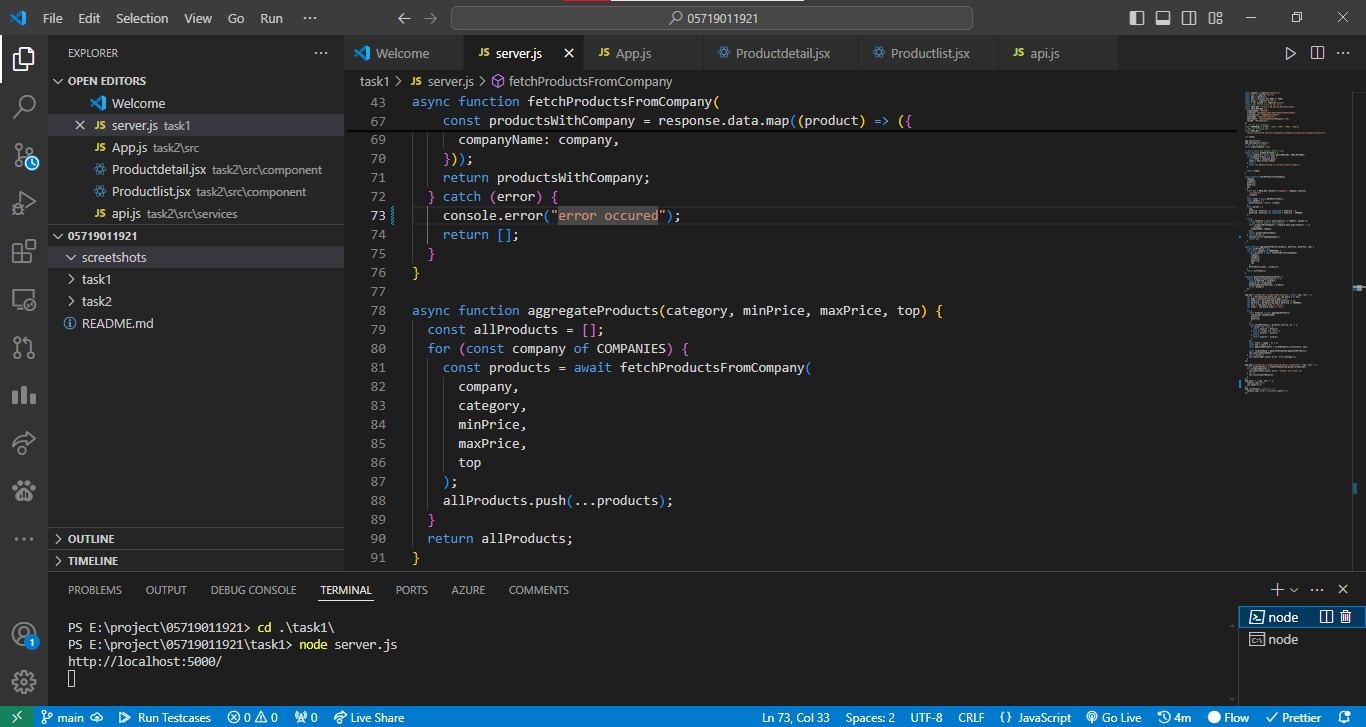 File Edit Selection View Go Run ··· 05719011921
EXPLORER ···
OPEN EDITORS
Welcome
JS server.js task1
JS App.js task2\src
Productdetail.jsx task2\src\component
Productlist.jsx task2\src\component
JS api.js task2\src\services
05719011921
screetshots
task1
task2
README.md
OUTLINE
TIMELINE
Welcome JS server.js JS App.js Productdetail.jsx Productlist.jsx JS api.js ···
task1 > JS server.js > fetchProductsFromCompany
43 async function fetchProductsFromCompany(
67 const productsWithCompany = response.data.map((product) => ({
69 companyName: company,
70 }));
71 return productsWithCompany;
72 } catch (error) {
73 console.error("error occured");
74 return [];
75 }
76 }
77
78 async function aggregateProducts(category, minPrice, maxPrice, top) {
79 const allProducts = [];
80 for (const company of COMPANIES) {
81 const products = await fetchProductsFromCompany(
82 company,
83 category,
84 minPrice,
85 maxPrice,
86 top
87 );
88 allProducts.push(...products);
89 }
90 return allProducts;
91 }
PROBLEMS OUTPUT DEBUG CONSOLE TERMINAL PORTS AZURE COMMENTS
PS E:\project\05719011921> cd .\task1\
PS E:\project\05719011921\task1> node server.js
http://localhost:5000/
node
node
1
main Run Testcases 0 0 0 Live Share Ln 73, Col 33 Spaces: 2 UTF-8 CRLF {} JavaScript Go Live 4m Flow Prettier